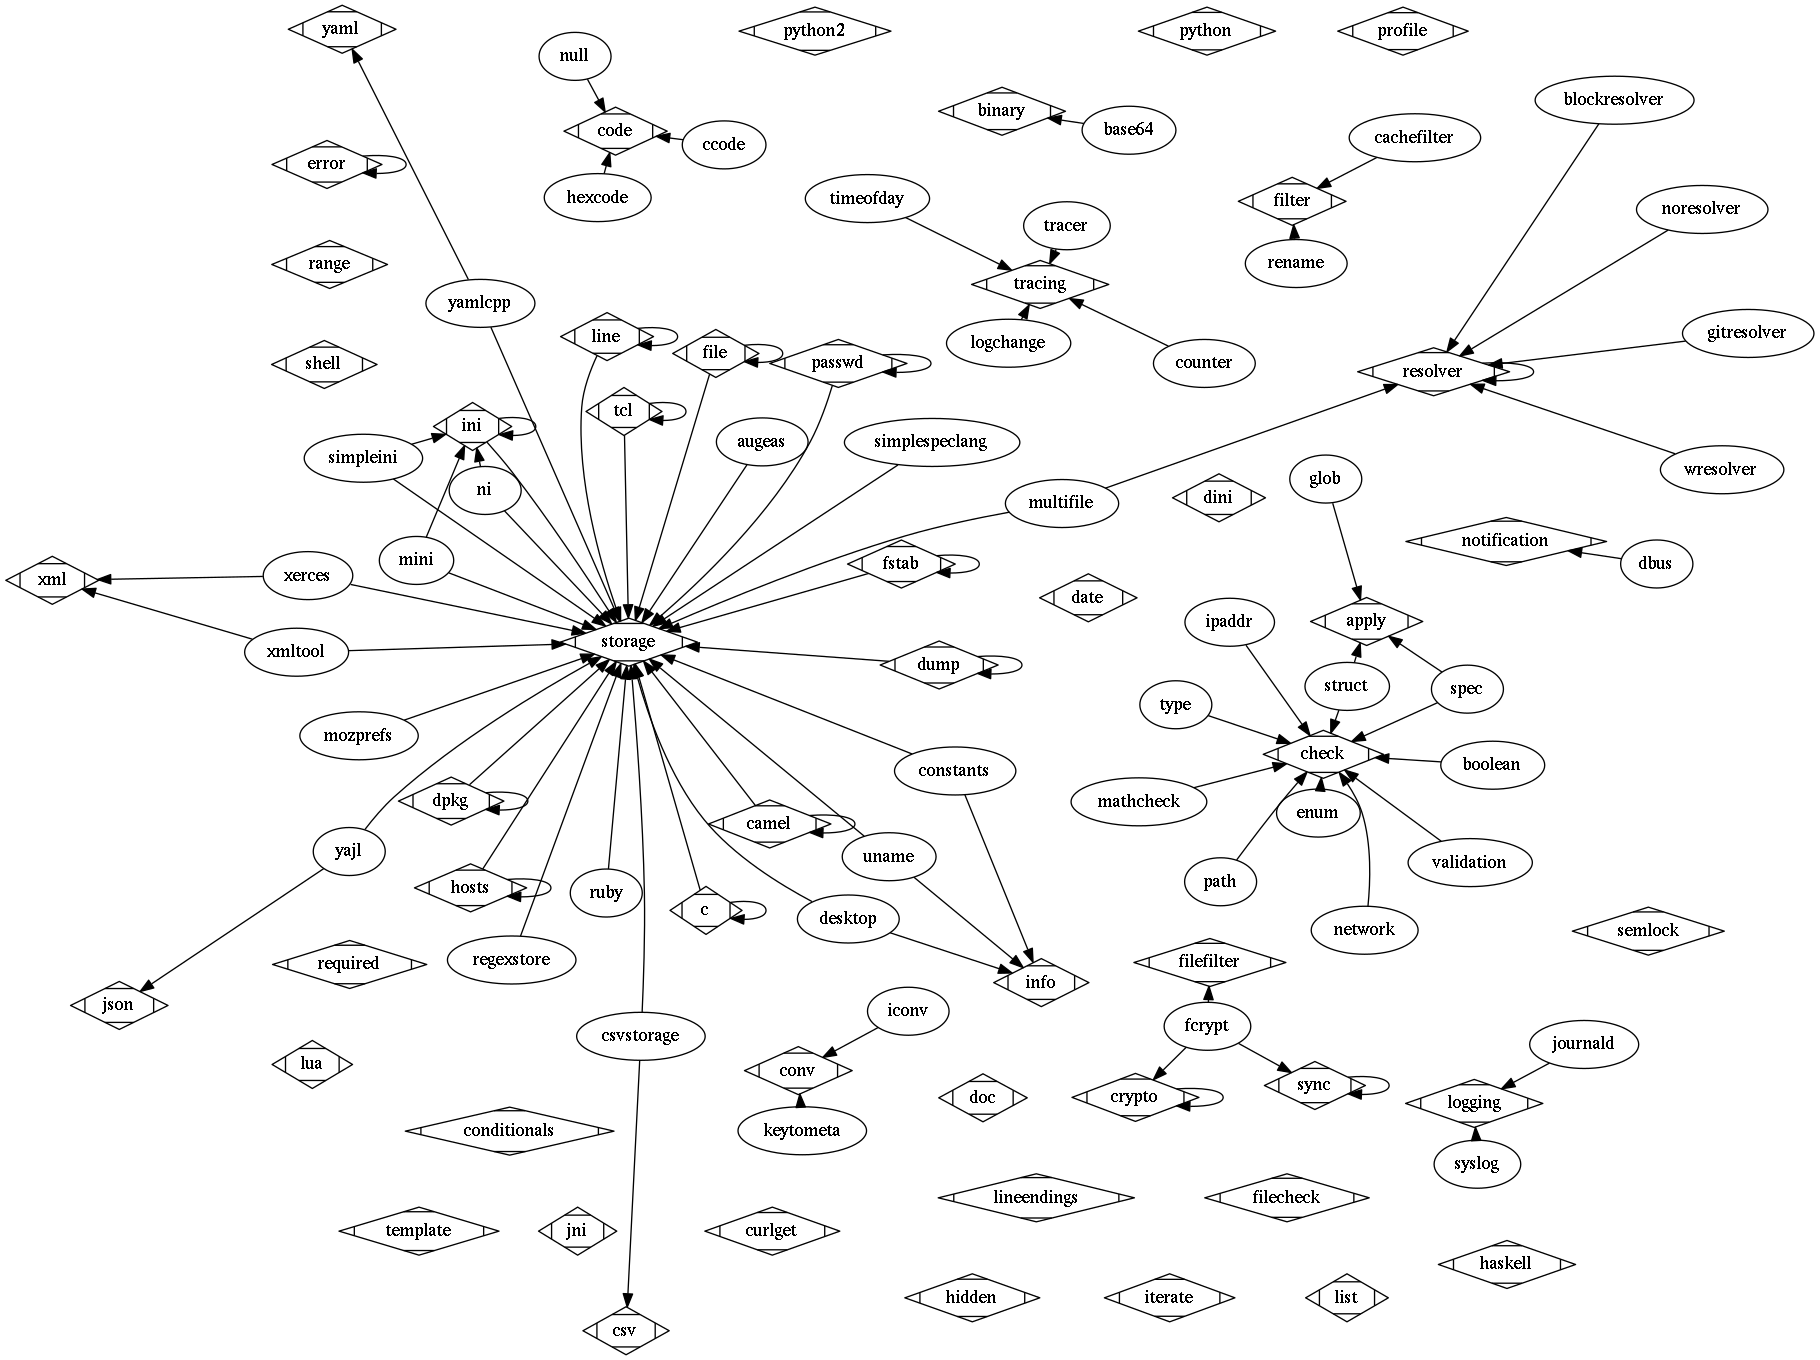 yaml
python2
python
profile
null
blockresolver
binary
code
base64
cachefilter
ccode
error
hexcode
timeofday
filter
noresolver
tracer
range
rename
tracing
yamlcpp
line
gitresolver
logchange
file
passwd
shell
counter
resolver
tcl
ini
augeas
simplespeclang
simpleini
wresolver
glob
ni
multifile
dini
notification
mini
fstab
dbus
xml
xerces
date
ipaddr
apply
storage
xmltool
dump
struct
spec
type
mozprefs
check
boolean
constants
dpkg
mathcheck
enum
camel
yajl
uname
validation
hosts
ruby
path
c
desktop
network
semlock
required
regexstore
filefilter
info
json
iconv
fcrypt
csvstorage
journald
lua
conv
sync
doc
crypto
logging
conditionals
keytometa
syslog
lineendings
filecheck
template
jni
curlget
haskell
hidden
iterate
list
csv